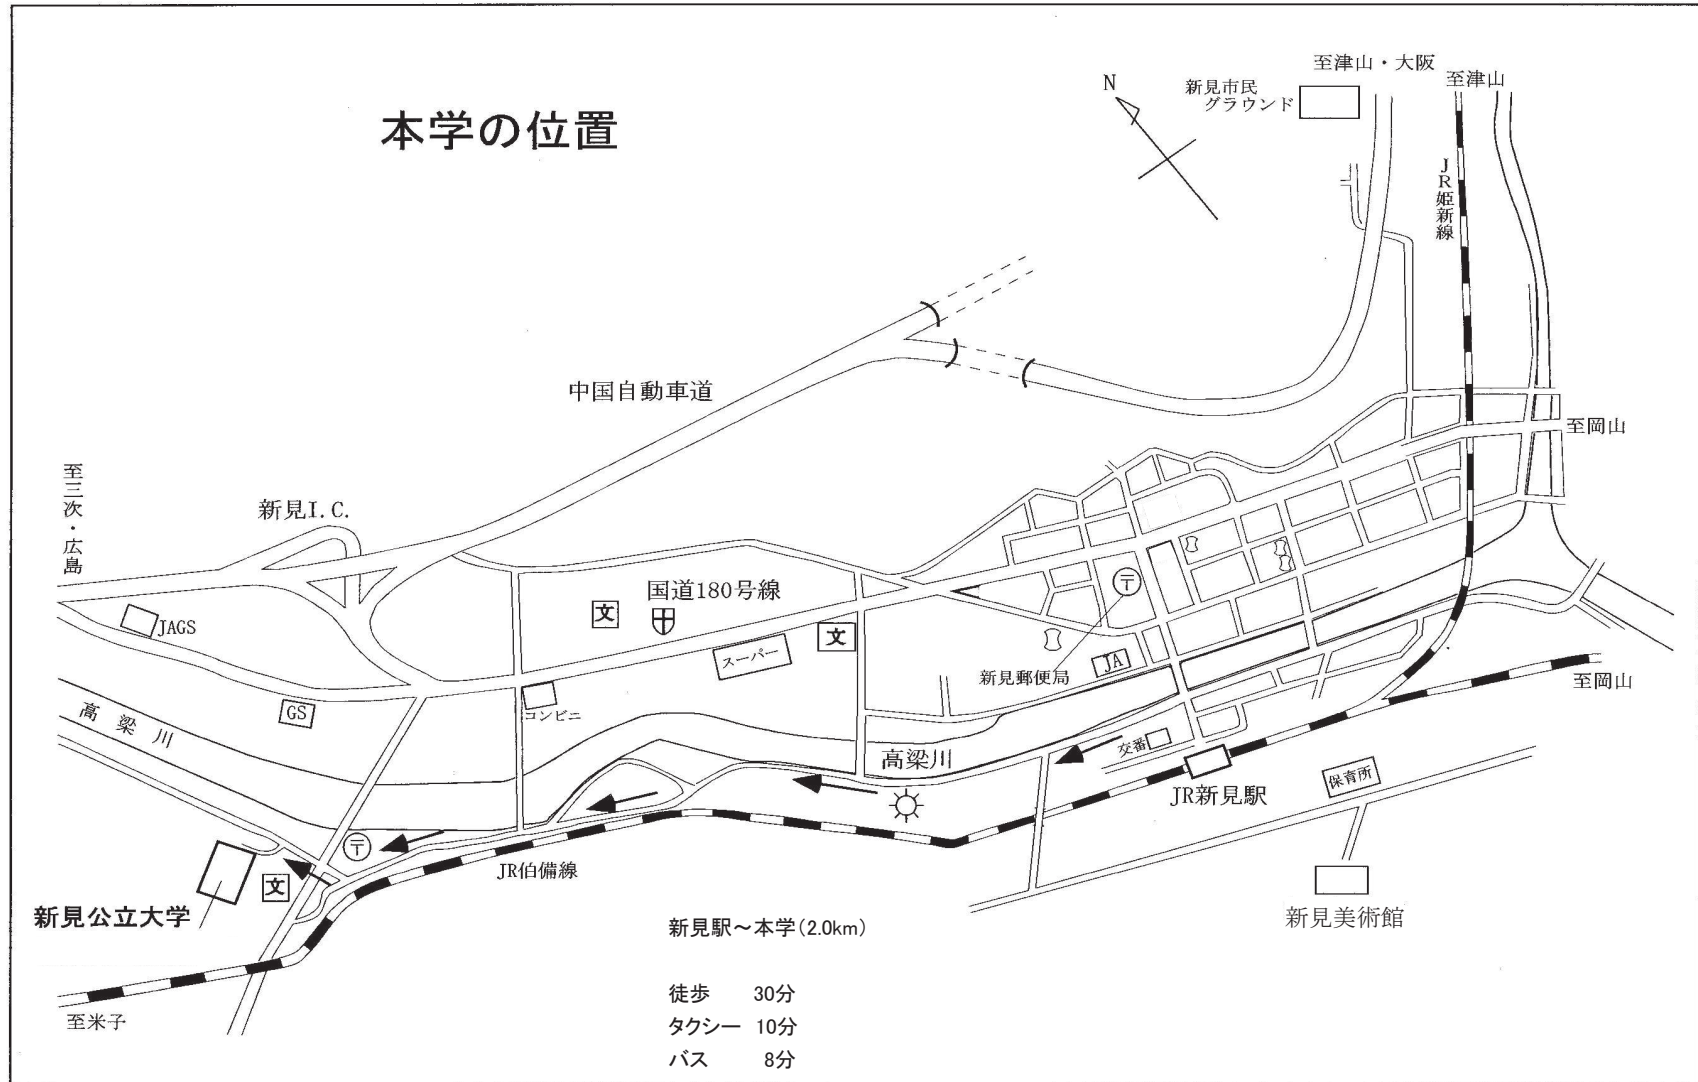 本学の位置
N
新見市民
グラウンド
至津山・大阪
至津山
JR姫新線
中国自動車道
至岡山
至三次・広島
新見I.C.
国道180号線
文
〒
JAGS
スーパー
文
JA
新見郵便局
至岡山
GS
コンビニ
高梁川
高梁川
交番
JR新見駅
保育所
〒
JR伯備線
文
新見公立大学
新見美術館
新見駅～本学(2.0km)
至米子
徒歩 30分
タクシー 10分
バス 8分